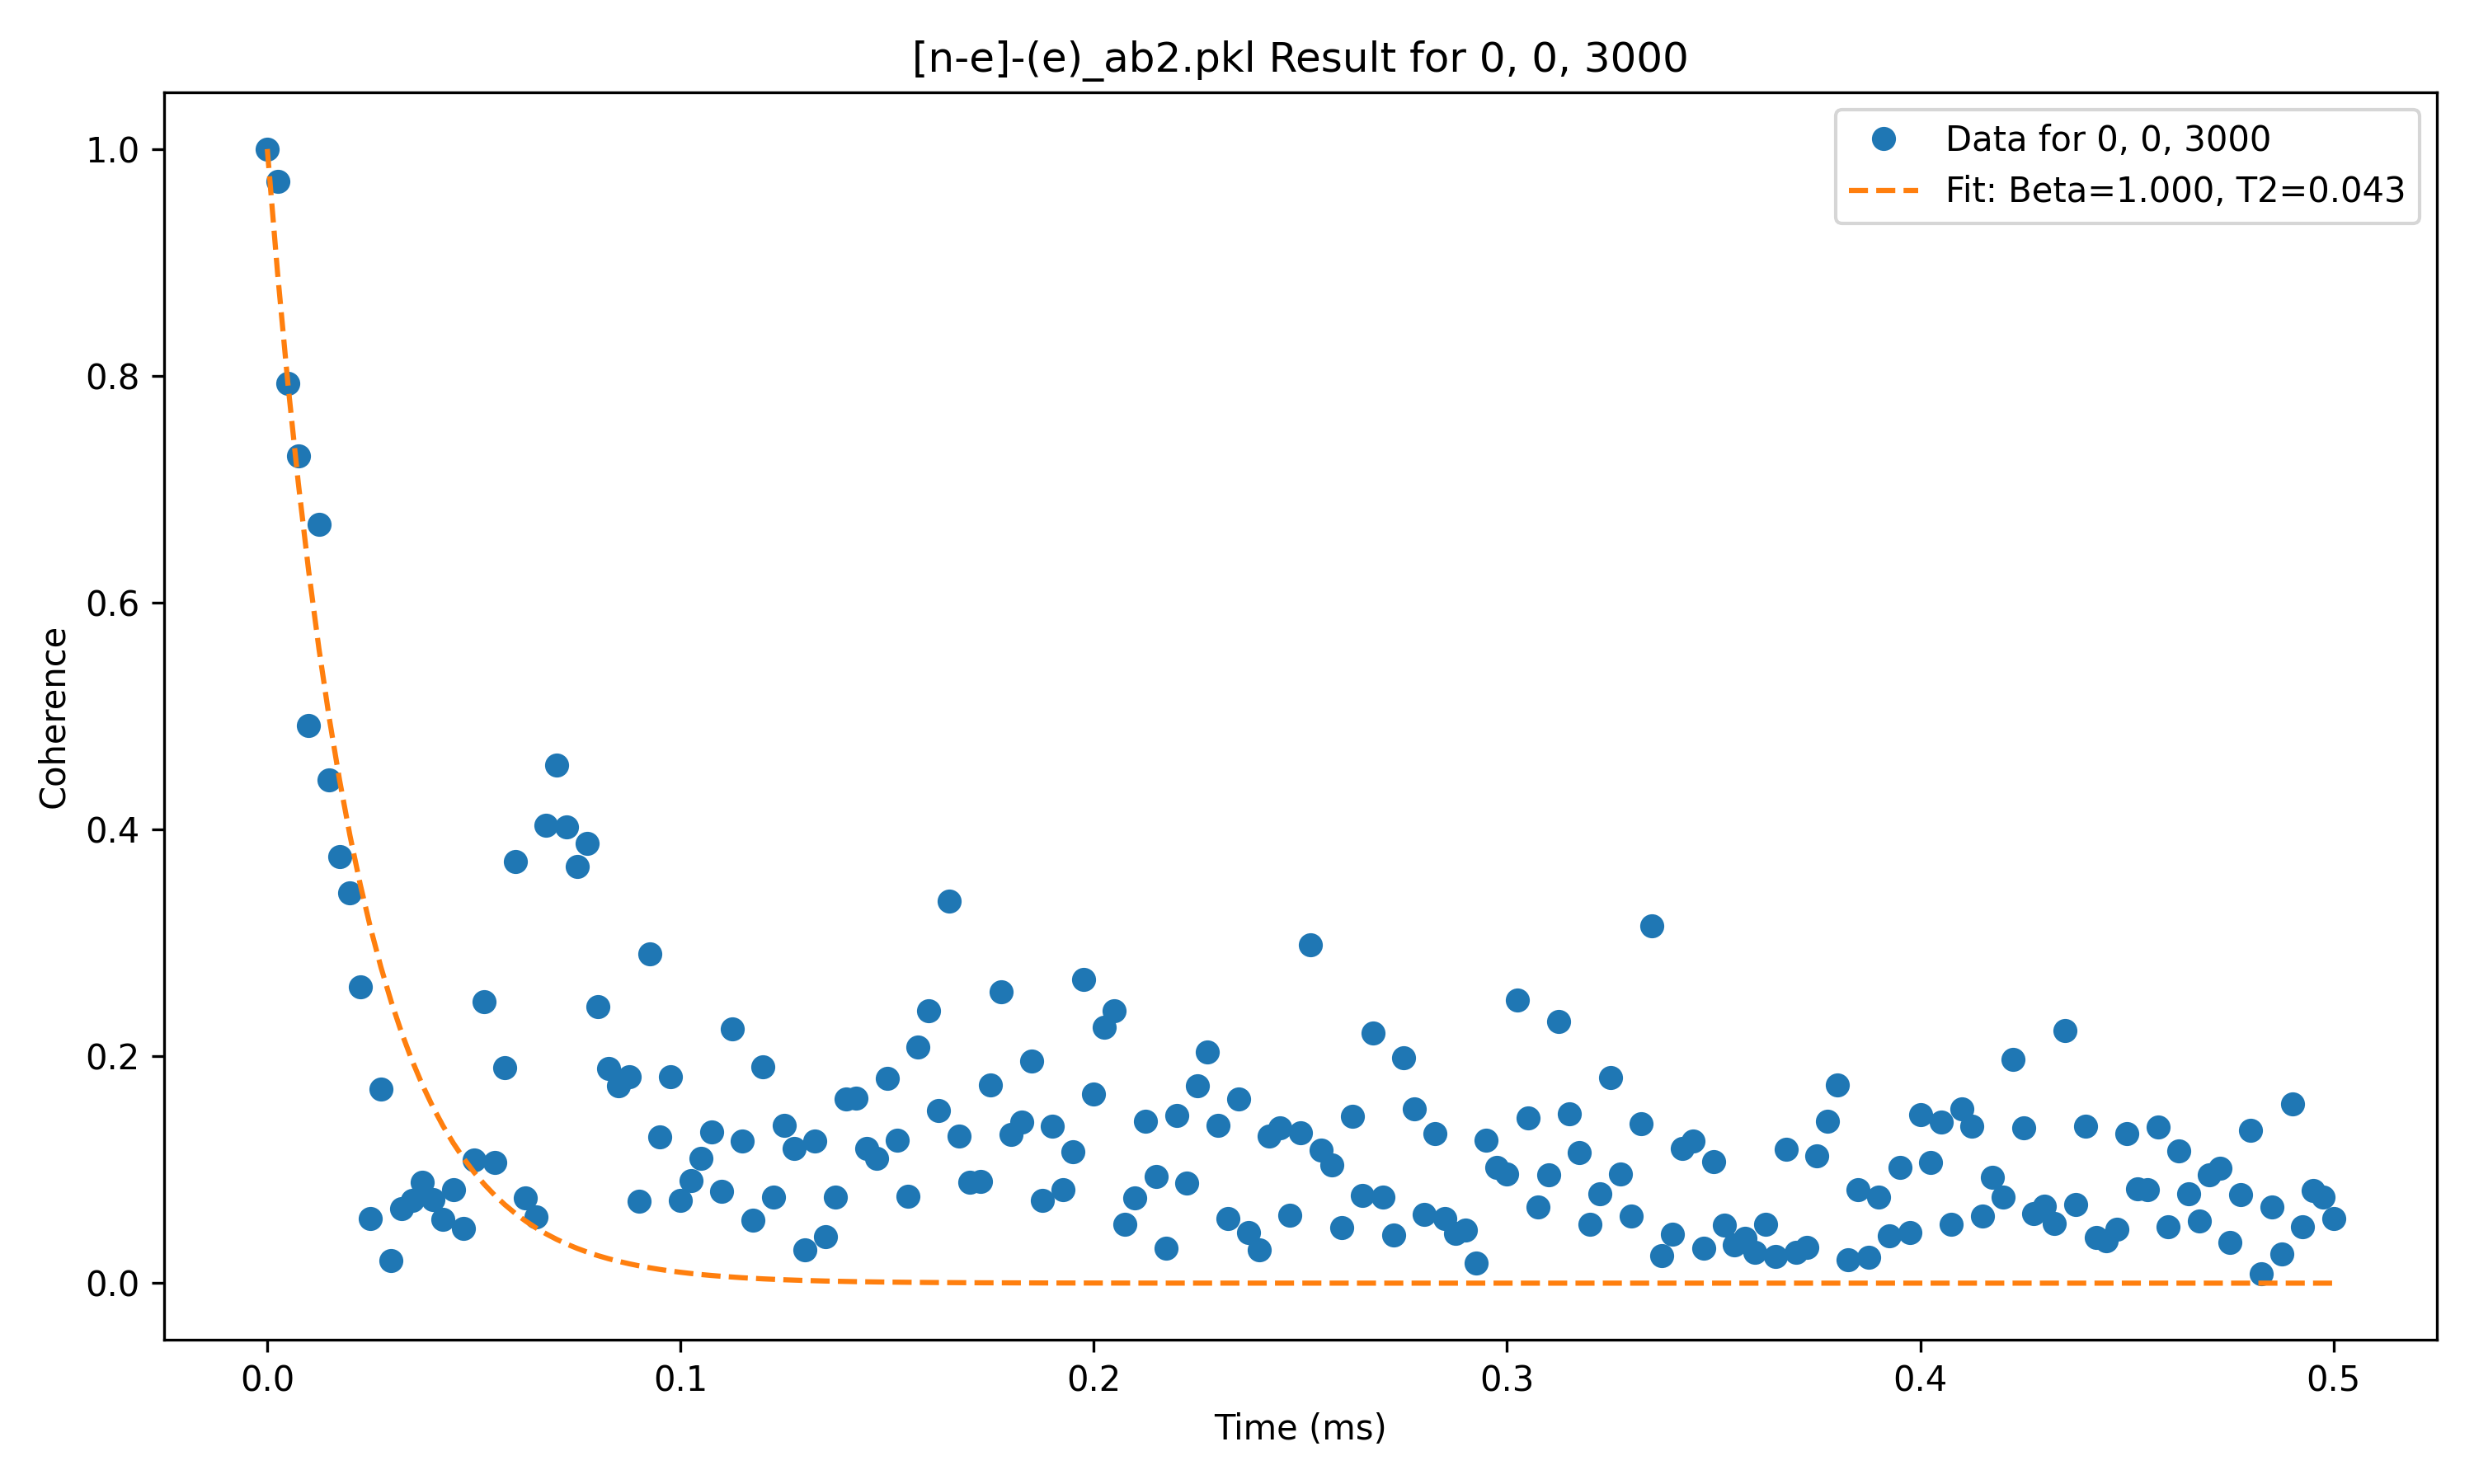 [n-e]-(e)_ab2.pkl Result for 0, 0, 3000
Data for 0, 0, 3000
Fit: Beta=1.000, T2=0.043
Coherence
1.0
0.8
0.6
0.4
0.2
0.0
0.0 0.1 0.2 0.3 0.4 0.5
Time (ms)